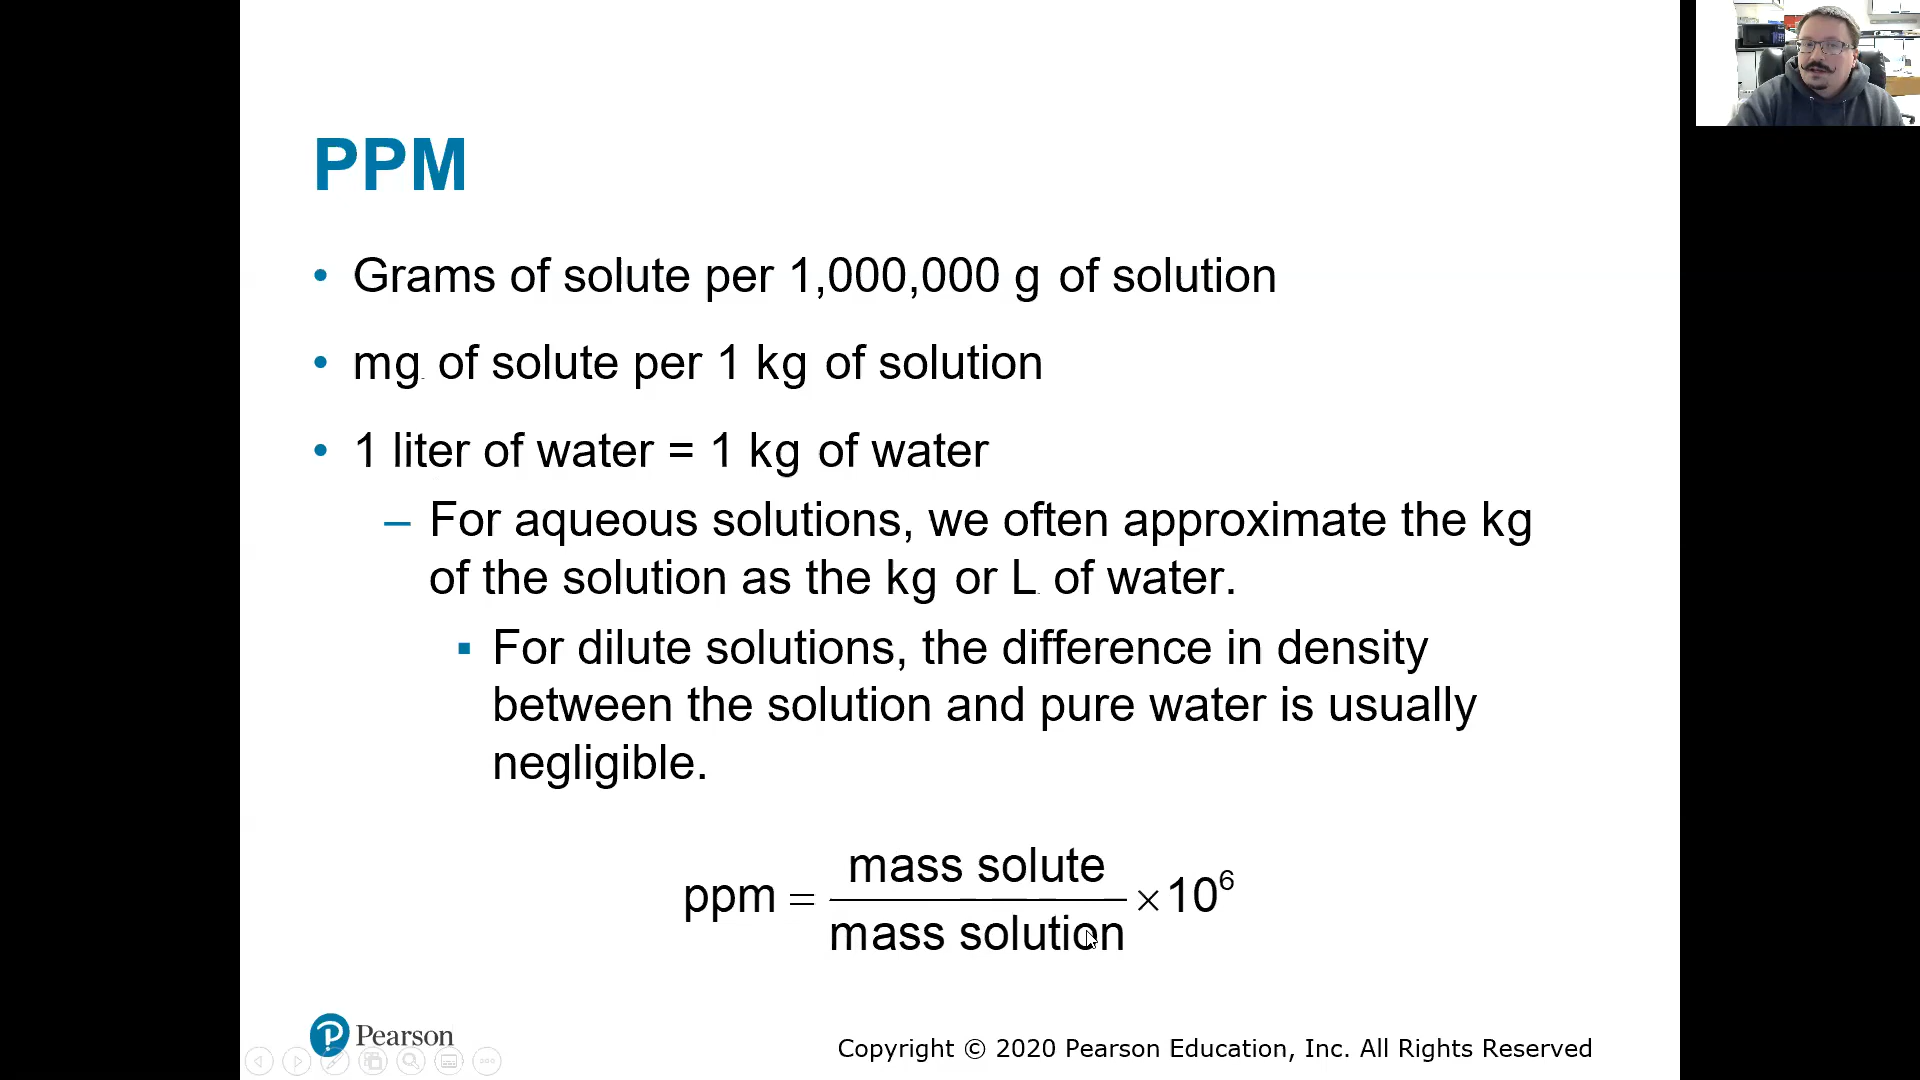 PPM
• Grams of solute per 1,000,000 g of solution
• mg of solute per 1 kg of solution
• 1 liter of water = 1 kg of water
– For aqueous solutions, we often approximate the kg
of the solution as the kg or L of water.
▪ For dilute solutions, the difference in density
between the solution and pure water is usually
negligible.
ppm = mass solute / mass solution × 10⁶
Pearson
Copyright © 2020 Pearson Education, Inc. All Rights Reserved